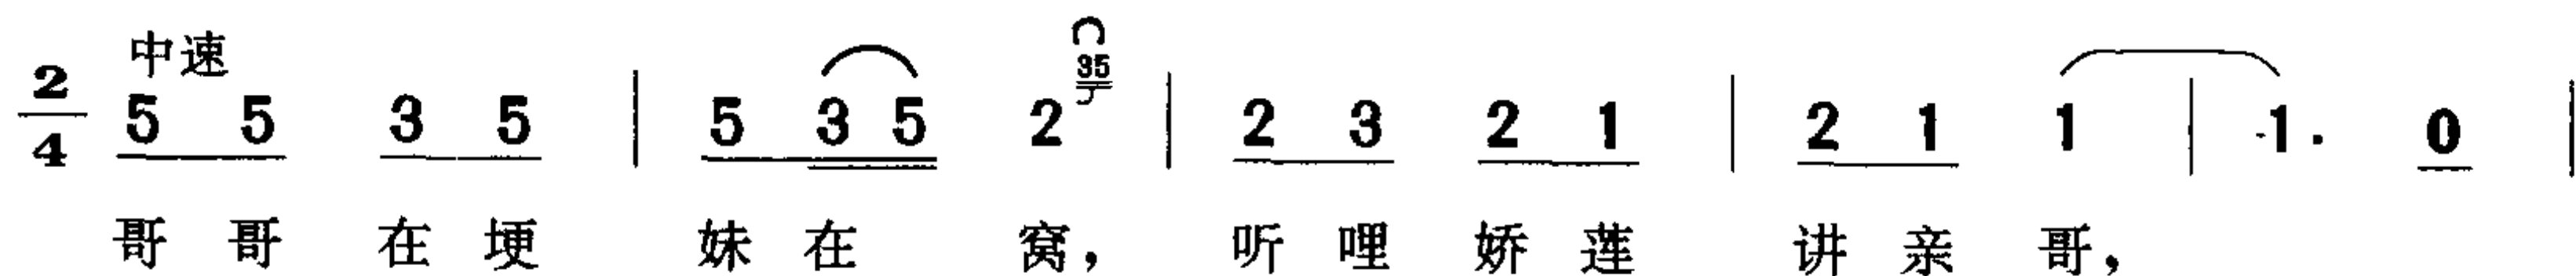 中速
2/4 5 5 3 5 | 5 3 5 2 35 | 2 3 2 1 | 2 1 1 | 1. 0 |
哥 哥 在 埂 妹 在 窝， 听 哩 娇 莲 讲 亲 哥，